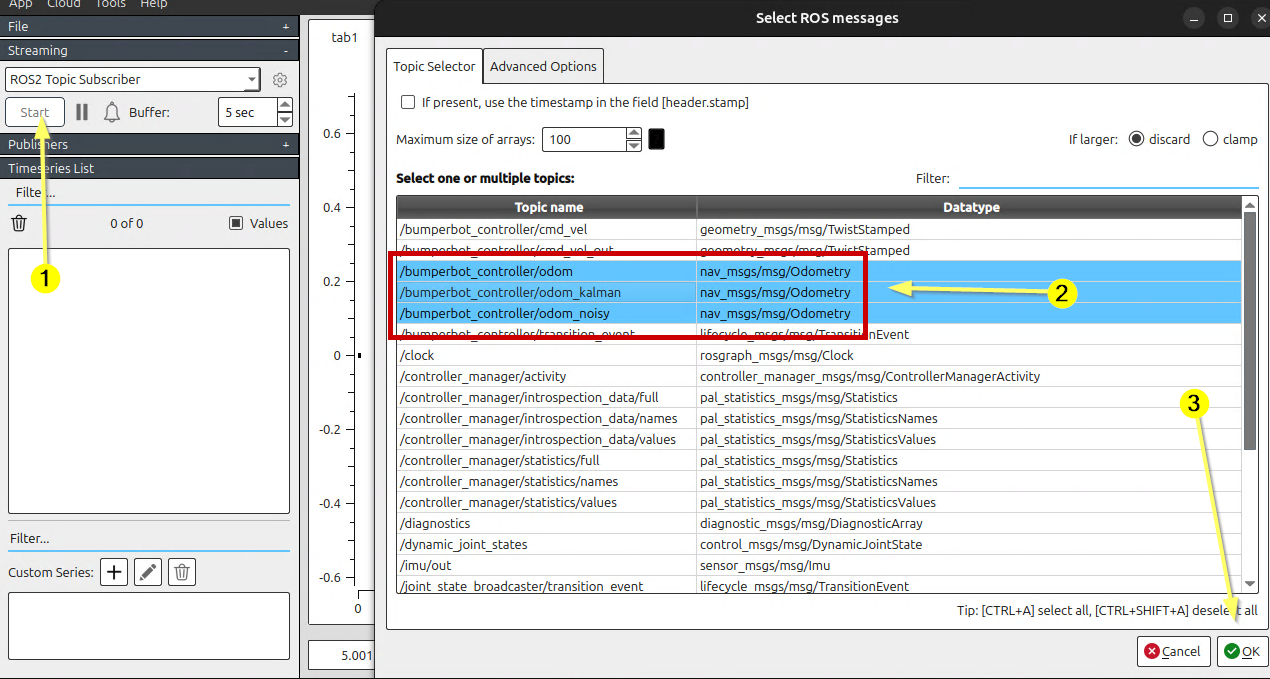 App Cloud Tools Help
File +
Streaming -
ROS2 Topic Subscriber
Start Buffer: 5 sec
Publishers +
Timeseries List
Filter...
0 of 0 Values
1
Filter...
Custom Series:
tab1
0.6
0.4
0.2
0
-0.2
-0.4
-0.6
0
5.001
Select ROS messages
Topic Selector Advanced Options
If present, use the timestamp in the field [header.stamp]
Maximum size of arrays: 100 If larger: discard clamp
Select one or multiple topics: Filter:
Topic name Datatype
/bumperbot_controller/cmd_vel geometry_msgs/msg/TwistStamped
/bumperbot_controller/cmd_vel_out geometry_msgs/msg/TwistStamped
/bumperbot_controller/odom nav_msgs/msg/Odometry
/bumperbot_controller/odom_kalman nav_msgs/msg/Odometry
2
/bumperbot_controller/odom_noisy nav_msgs/msg/Odometry
/bumperbot_controller/transition_event lifecycle_msgs/msg/TransitionEvent
/clock rosgraph_msgs/msg/Clock
/controller_manager/activity controller_manager_msgs/msg/ControllerManagerActivity
/controller_manager/introspection_data/full pal_statistics_msgs/msg/Statistics
3
/controller_manager/introspection_data/names pal_statistics_msgs/msg/StatisticsNames
/controller_manager/introspection_data/values pal_statistics_msgs/msg/StatisticsValues
/controller_manager/statistics/full pal_statistics_msgs/msg/Statistics
/controller_manager/statistics/names pal_statistics_msgs/msg/StatisticsNames
/controller_manager/statistics/values pal_statistics_msgs/msg/StatisticsValues
/diagnostics diagnostic_msgs/msg/DiagnosticArray
/dynamic_joint_states control_msgs/msg/DynamicJointState
/imu/out sensor_msgs/msg/Imu
/joint_state_broadcaster/transition_event lifecycle_msgs/msg/TransitionEvent
Tip: [CTRL+A] select all, [CTRL+SHIFT+A] deselect all
Cancel OK